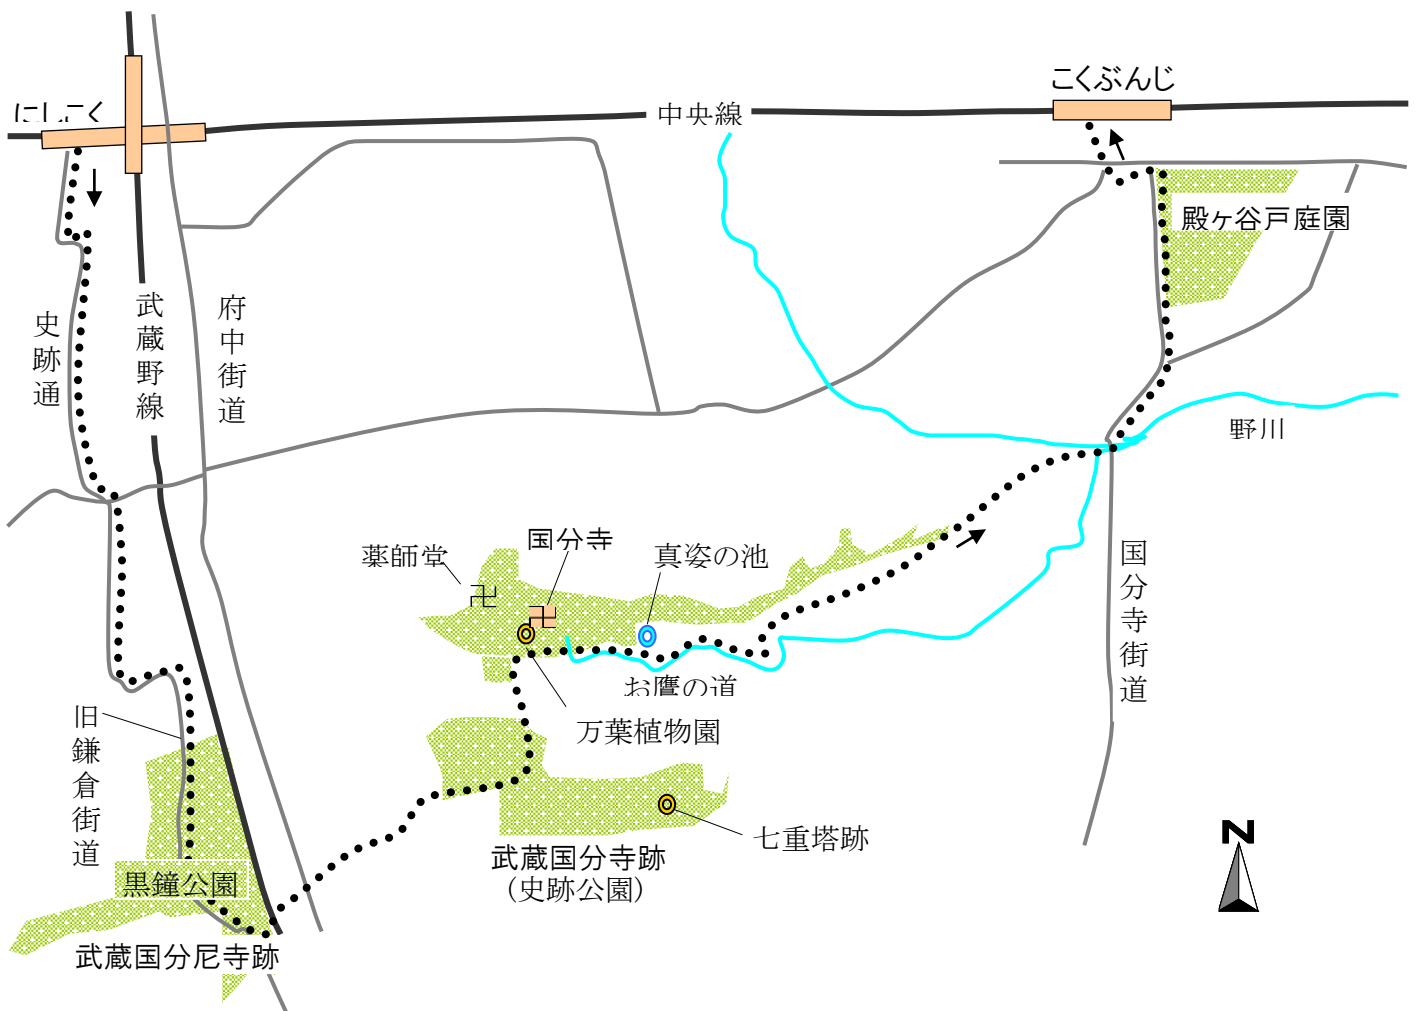 こくぶんじ
にしこく
中央線
殿ヶ谷戸庭園
武蔵野線
府中街道
史跡通
野川
薬師堂
国分寺
真姿の池
国分寺街道
お鷹の道
万葉植物園
旧鎌倉街道
七重塔跡
武蔵国分寺跡
(史跡公園)
黒鐘公園
武蔵国分尼寺跡
N